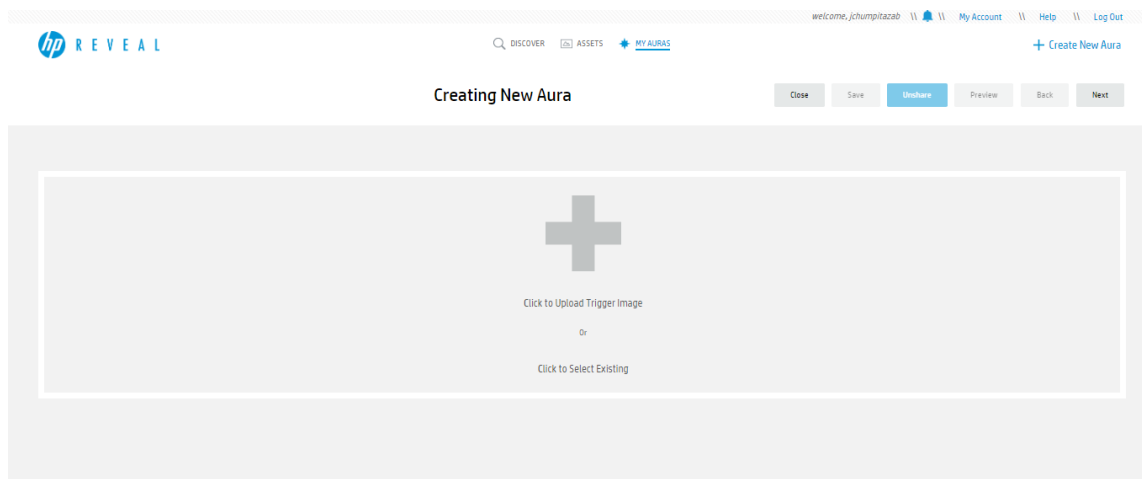 welcome, jchumpitazab \\ \\ My Account \\ Help \\ Log Out
hp REVEAL DISCOVER ASSETS MY AURAS + Create New Aura
Creating New Aura Close Save Unshare Preview Back Next
Click to Upload Trigger Image
Or
Click to Select Existing